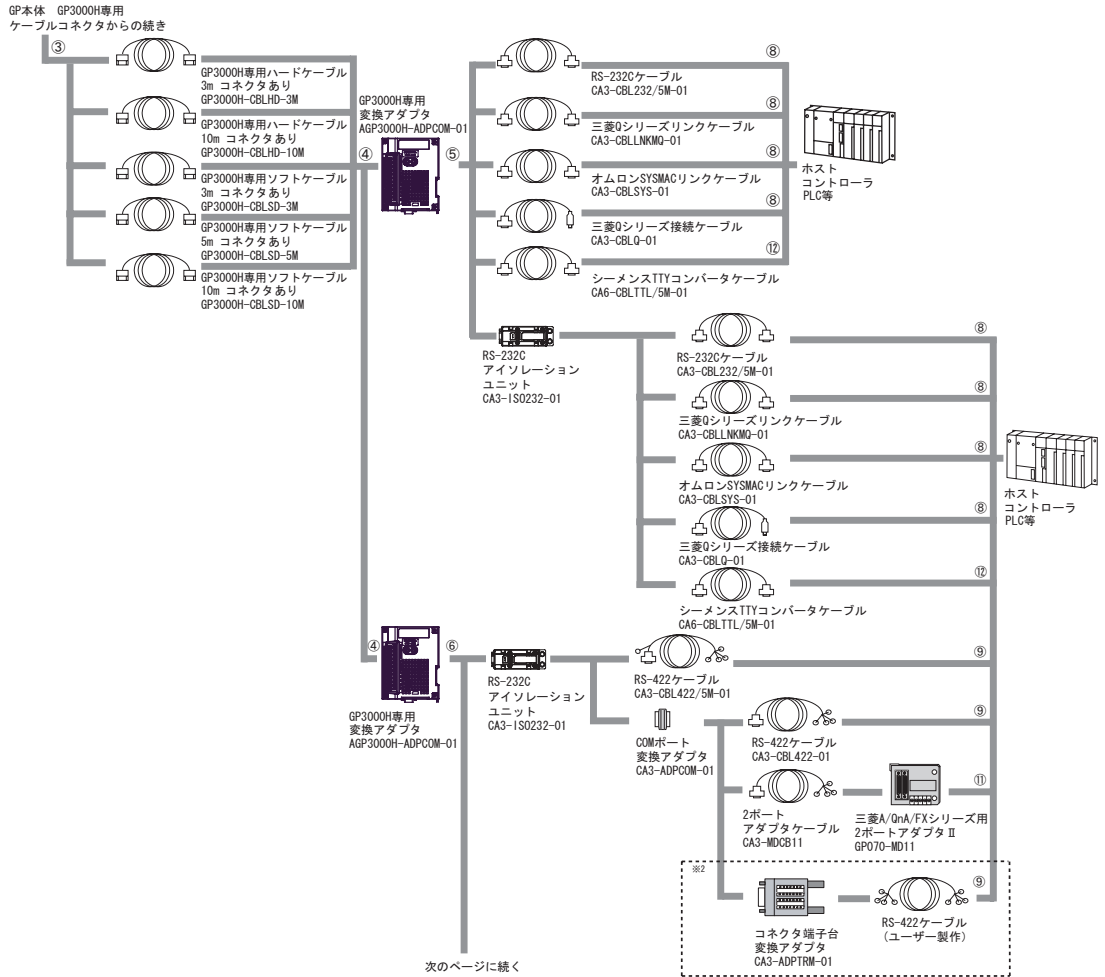 GP本体 GP3000H専用
ケーブルコネクタからの続き
③
GP3000H専用ハードケーブル
3m コネクタあり
GP3000H-CBLHD-3M
GP3000H専用ハードケーブル
10m コネクタあり
GP3000H-CBLHD-10M
GP3000H専用ソフトケーブル
3m コネクタあり
GP3000H-CBLSD-3M
GP3000H専用ソフトケーブル
5m コネクタあり
GP3000H-CBLSD-5M
GP3000H専用ソフトケーブル
10m コネクタあり
GP3000H-CBLSD-10M
GP3000H専用
変換アダプタ
AGP3000H-ADPCOM-01
④
⑤
⑧
RS-232Cケーブル
CA3-CBL232/5M-01
⑧
三菱Qシリーズリンクケーブル
CA3-CBLLNKMQ-01
⑧
オムロンSYSMACリンクケーブル
CA3-CBLSYS-01
⑧
三菱Qシリーズ接続ケーブル
CA3-CBLQ-01
⑫
シーメンスTTYコンバータケーブル
CA6-CBLTTL/5M-01
ホスト
コントローラ
PLC等
RS-232C
アイソレーション
ユニット
CA3-ISO232-01
⑧
RS-232Cケーブル
CA3-CBL232/5M-01
⑧
三菱Qシリーズリンクケーブル
CA3-CBLLNKMQ-01
⑧
オムロンSYSMACリンクケーブル
CA3-CBLSYS-01
⑧
三菱Qシリーズ接続ケーブル
CA3-CBLQ-01
⑫
シーメンスTTYコンバータケーブル
CA6-CBLTTL/5M-01
ホスト
コントローラ
PLC等
④
⑥
GP3000H専用
変換アダプタ
AGP3000H-ADPCOM-01
RS-232C
アイソレーション
ユニット
CA3-ISO232-01
⑨
RS-422ケーブル
CA3-CBL422/5M-01
COMポート
変換アダプタ
CA3-ADPCOM-01
⑨
RS-422ケーブル
CA3-CBL422-01
⑪
2ポート
アダプタケーブル
CA3-MDCB11
三菱A/QnA/FXシリーズ用
2ポートアダプタⅡ
GP070-MD11
※2
⑨
コネクタ端子台
変換アダプタ
CA3-ADPTRM-01
RS-422ケーブル
(ユーザー製作)
次のページに続く